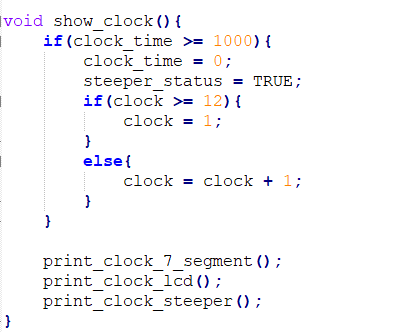 void show_clock(){
    if(clock_time >= 1000){
        clock_time = 0;
        steeper_status = TRUE;
        if(clock >= 12){
            clock = 1;
        }
        else{
            clock = clock + 1;
        }
    }

    print_clock_7_segment();
    print_clock_lcd();
    print_clock_steeper();
}